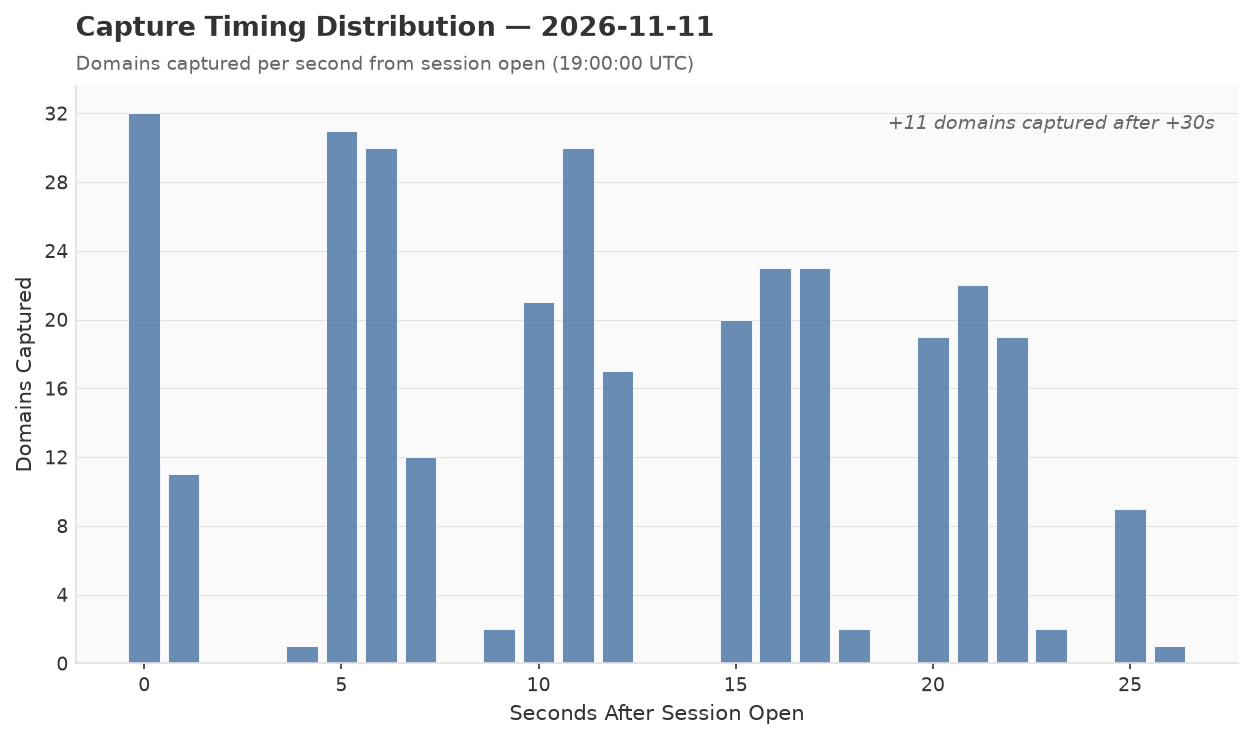 Capture Timing Distribution — 2026-11-11
Domains captured per second from session open (19:00:00 UTC)
+11 domains captured after +30s
Domains Captured
32
28
24
20
16
12
8
4
0
0 5 10 15 20 25
Seconds After Session Open